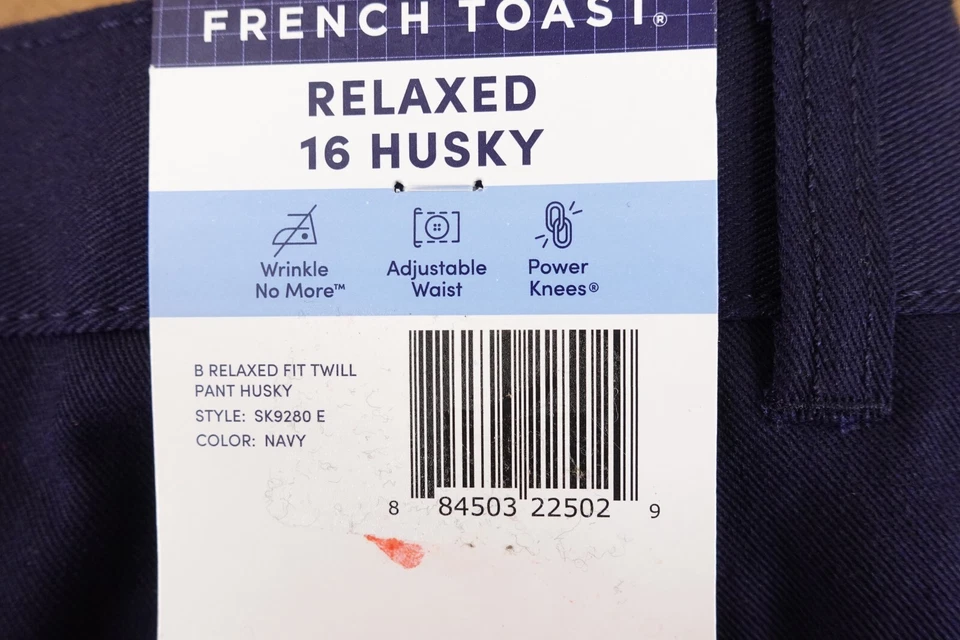 FRENCH TOAST®
RELAXED
16 HUSKY
Wrinkle
No More™
Adjustable
Waist
Power
Knees®
B RELAXED FIT TWILL
PANT HUSKY
STYLE: SK9280 E
COLOR: NAVY
8 84503 22502 9